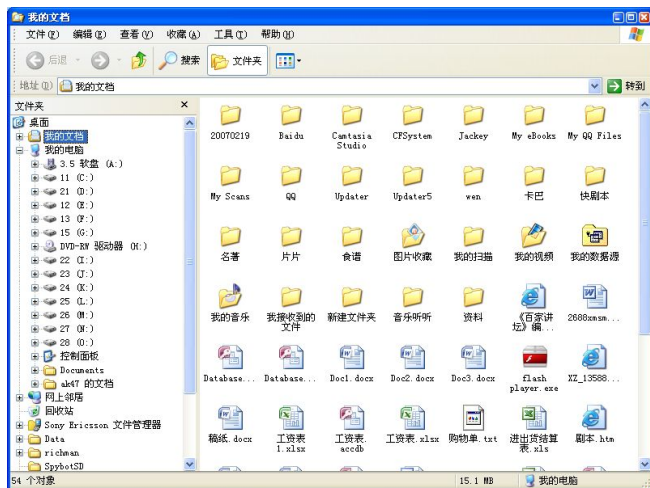 我的文档
文件(F) 编辑(E) 查看(V) 收藏(A) 工具(T) 帮助(H)
后退 搜索 文件夹
地址(D) 我的文档 转到
文件夹
桌面
我的文档
我的电脑
3.5 软盘 (A:)
11 (C:)
21 (D:)
12 (E:)
13 (F:)
15 (G:)
DVD-RW 驱动器 (H:)
22 (I:)
23 (J:)
24 (K:)
25 (L:)
26 (M:)
27 (N:)
28 (O:)
控制面板
Documents
ak47 的文档
网上邻居
回收站
Sony Ericsson 文件管理器
Data
richman
SpybotSD
20070219 Baidu Camtasia Studio CFSystem Jackey My eBooks My QQ Files
My Scans QQ Updater Updater5 wen 卡巴 快剧本
名著 片片 食谱 图片收藏 我的扫描 我的视频 我的数据源
我的音乐 我接收到的文件 新建文件夹 音乐听听 资料 《百家讲坛》编... 2688xmsm...
Database... Database... Doc1.docx Doc2.docx Doc3.docx flash player.exe XZ_13588...
稿纸.docx 工资表1.xlsx 工资表.accdb 工资表.xlsx 购物单.txt 进出货结算表.xls 剧本.htm
54 个对象 15.1 MB 我的电脑